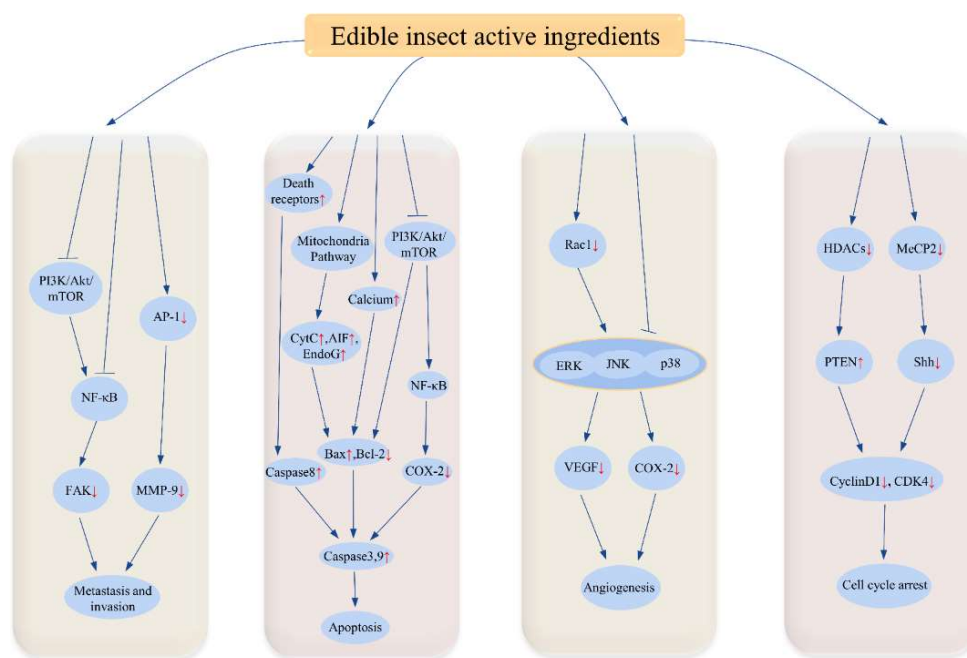 Edible insect active ingredients
PI3K/Akt/
mTOR
AP-1↓
NF-κB
FAK↓
MMP-9↓
Metastasis and
invasion
Death
receptors↑
Mitochondria
Pathway
PI3K/Akt/
mTOR
Calcium↑
CytC↑,AIF↑,
EndoG↑
NF-κB
Caspase8↑
Bax↑,Bcl-2↓
COX-2↓
Caspase3,9↑
Apoptosis
Rac1↓
ERK
JNK
p38
VEGF↓
COX-2↓
Angiogenesis
HDACs↓
MeCP2↓
PTEN↑
Shh↓
CyclinD1↓, CDK4↓
Cell cycle arrest